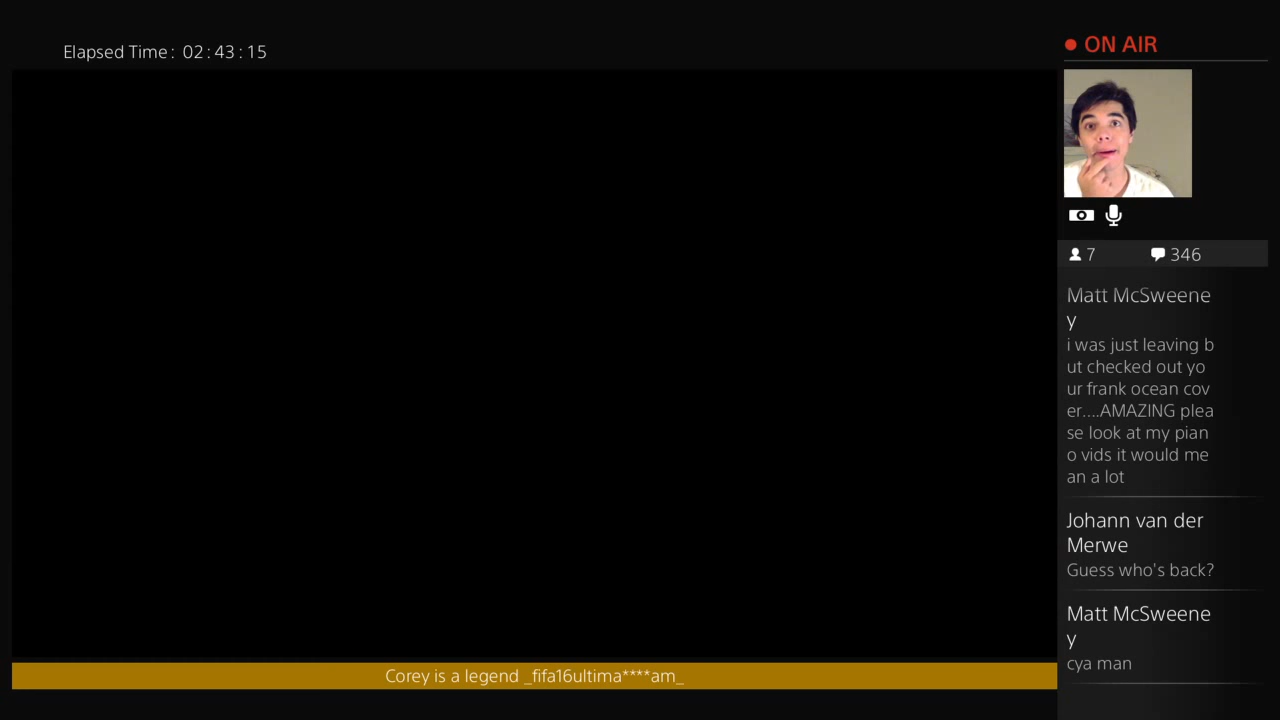 Elapsed Time: 02:43:15
ON AIR
7 346
Matt McSweene
y
i was just leaving b
ut checked out yo
ur frank ocean cov
er....AMAZING plea
se look at my pian
o vids it would me
an a lot
Johann van der
Merwe
Guess who's back?
Matt McSweene
y
cya man
Corey is a legend _fifa16ultima****am_